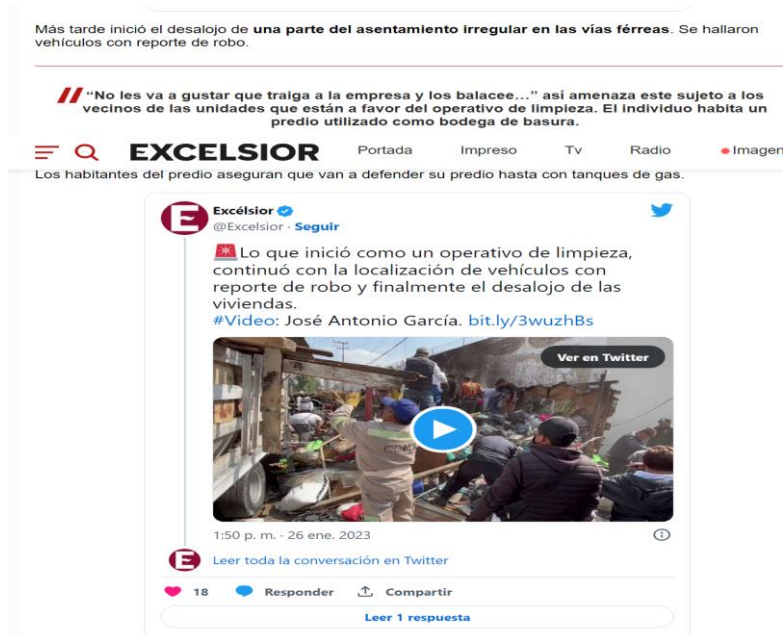 Más tarde inició el desalojo de una parte del asentamiento irregular en las vías férreas. Se hallaron
vehículos con reporte de robo.
“No les va a gustar que traiga a la empresa y los balacee...” así amenaza este sujeto a los
vecinos de las unidades que están a favor del operativo de limpieza. El individuo habita un
predio utilizado como bodega de basura.
EXCELSIOR Portada Impreso Tv Radio Imagen
Los habitantes del predio aseguran que van a defender su predio hasta con tanques de gas.
Excélsior
@Excelsior · Seguir
Lo que inició como un operativo de limpieza,
continuó con la localización de vehículos con
reporte de robo y finalmente el desalojo de las
viviendas.
#Video: José Antonio García. bit.ly/3wuzhBs
Ver en Twitter
1:50 p. m. · 26 ene. 2023
Leer toda la conversación en Twitter
18 Responder Compartir
Leer 1 respuesta